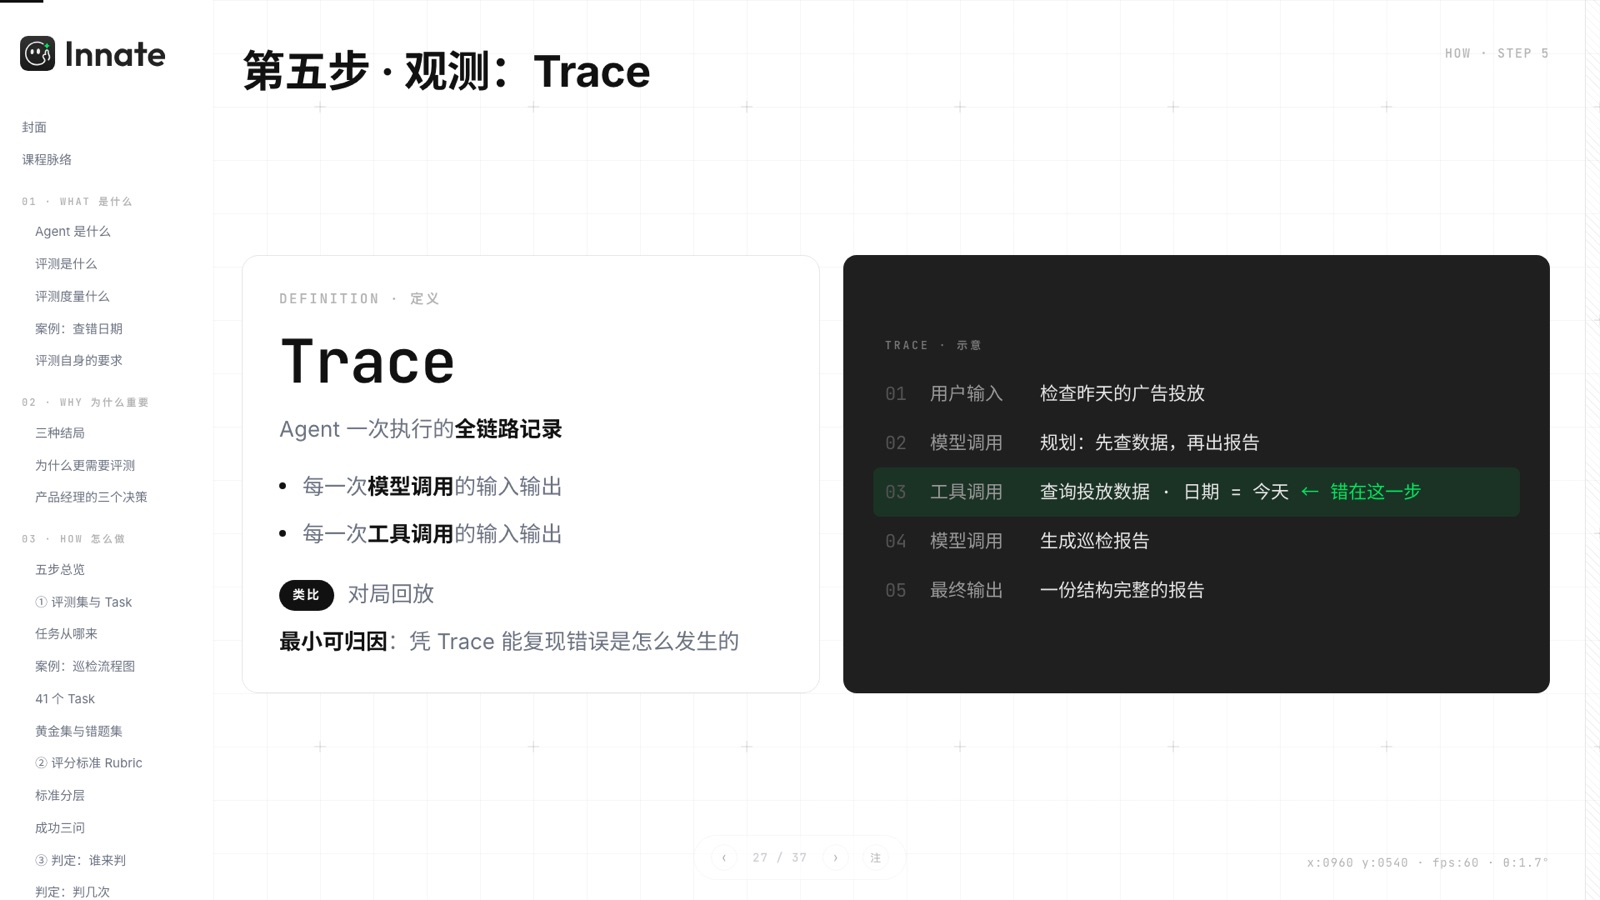 Innate
封面
课程脉络
01 · WHAT 是什么
Agent 是什么
评测是什么
评测度量什么
案例：查错日期
评测自身的要求
02 · WHY 为什么重要
三种结局
为什么更需要评测
产品经理的三个决策
03 · HOW 怎么做
五步总览
① 评测集与 Task
任务从哪来
案例：巡检流程图
41 个 Task
黄金集与错题集
② 评分标准 Rubric
标准分层
成功三问
③ 判定：谁来判
判定：判几次
第五步 · 观测：Trace
HOW · STEP 5
DEFINITION · 定义
Trace
Agent 一次执行的全链路记录
• 每一次模型调用的输入输出
• 每一次工具调用的输入输出
类比 对局回放
最小可归因：凭 Trace 能复现错误是怎么发生的
TRACE · 示意
01 用户输入 检查昨天的广告投放
02 模型调用 规划：先查数据，再出报告
03 工具调用 查询投放数据 · 日期 = 今天 ← 错在这一步
04 模型调用 生成巡检报告
05 最终输出 一份结构完整的报告
‹ 27 / 37 › 注
x:0960 y:0540 · fps:60 · θ:1.7°